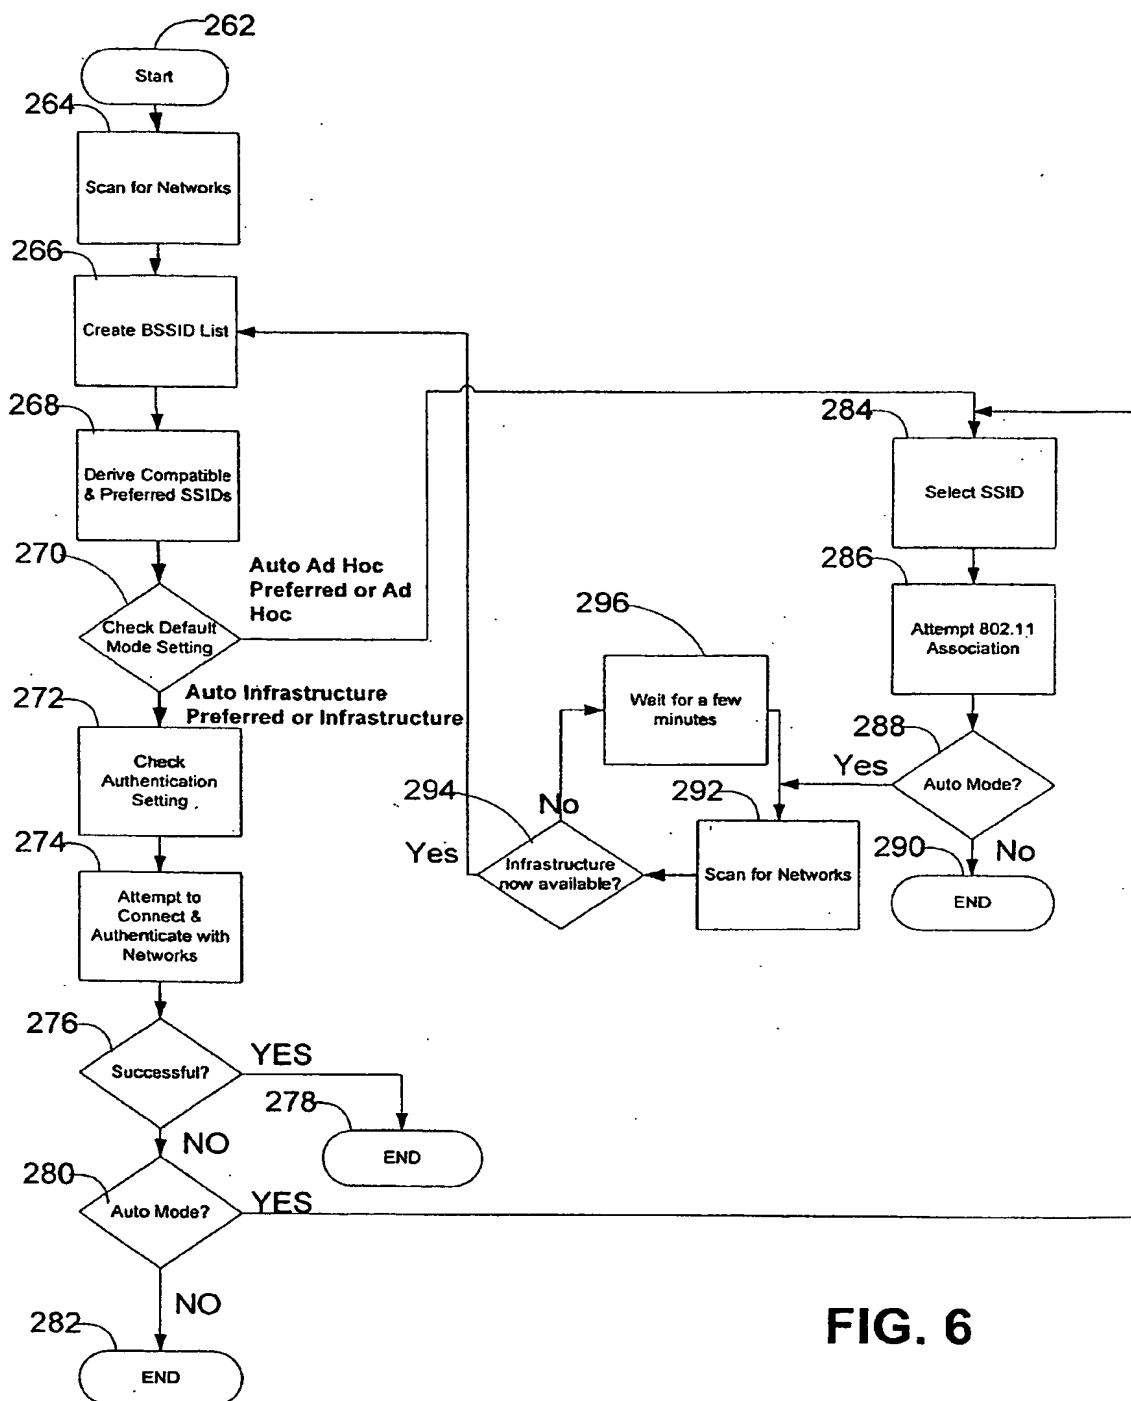 262
Start
264
Scan for Networks
266
Create BSSID List
268
Derive Compatible
& Preferred SSIDs
270
Check Default
Mode Setting
Auto Ad Hoc
Preferred or Ad
Hoc
Auto Infrastructure
Preferred or Infrastructure
272
Check
Authentication
Setting
274
Attempt to
Connect &
Authenticate with
Networks
276
Successful?
YES
278
END
NO
280
Auto Mode?
YES
NO
282
END
284
Select SSID
286
Attempt 802.11
Association
288
Auto Mode?
Yes
No
290
END
292
Scan for Networks
294
Infrastructure
now available?
Yes
No
296
Wait for a few
minutes
FIG. 6